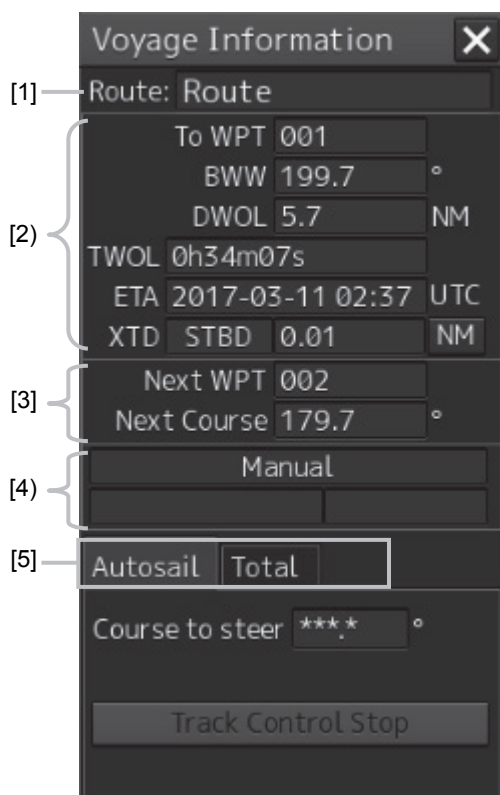 Voyage Information
[1] Route: Route
[2) To WPT 001
BWW 199.7 °
DWOL 5.7 NM
TWOL 0h34m07s
ETA 2017-03-11 02:37 UTC
XTD STBD 0.01 NM
[3] Next WPT 002
Next Course 179.7 °
[4) Manual
[5] Autosail Total
Course to steer ***.* °
Track Control Stop